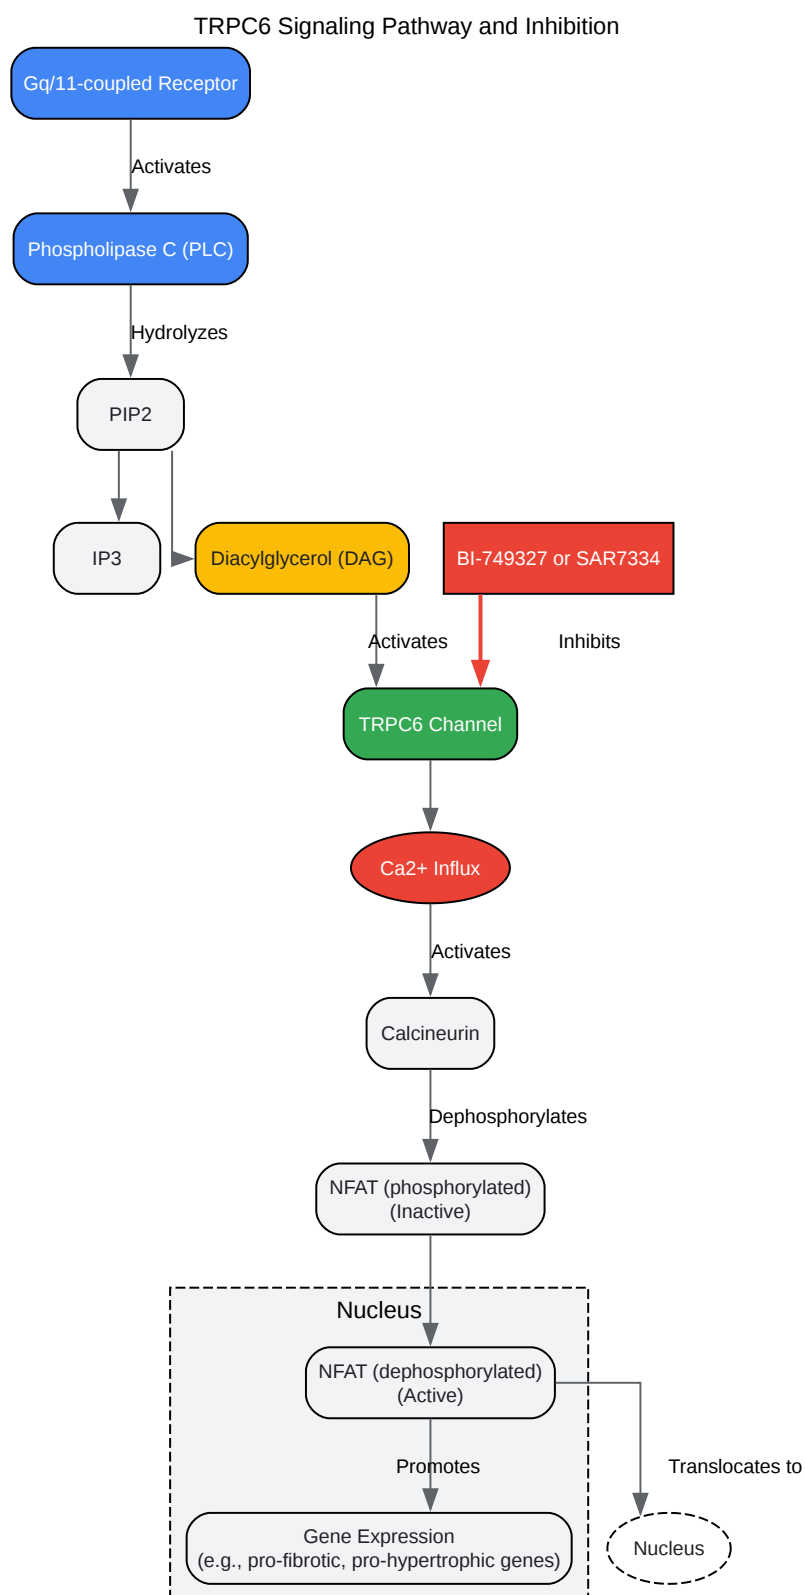 TRPC6 Signaling Pathway and Inhibition
Gq/11-coupled Receptor
Activates
Phospholipase C (PLC)
Hydrolyzes
PIP2
IP3
Diacylglycerol (DAG)
BI-749327 or SAR7334
Activates
Inhibits
TRPC6 Channel
Ca2+ Influx
Activates
Calcineurin
Dephosphorylates
NFAT (phosphorylated)
(Inactive)
Nucleus
NFAT (dephosphorylated)
(Active)
Promotes
Translocates to
Gene Expression
(e.g., pro-fibrotic, pro-hypertrophic genes)
Nucleus